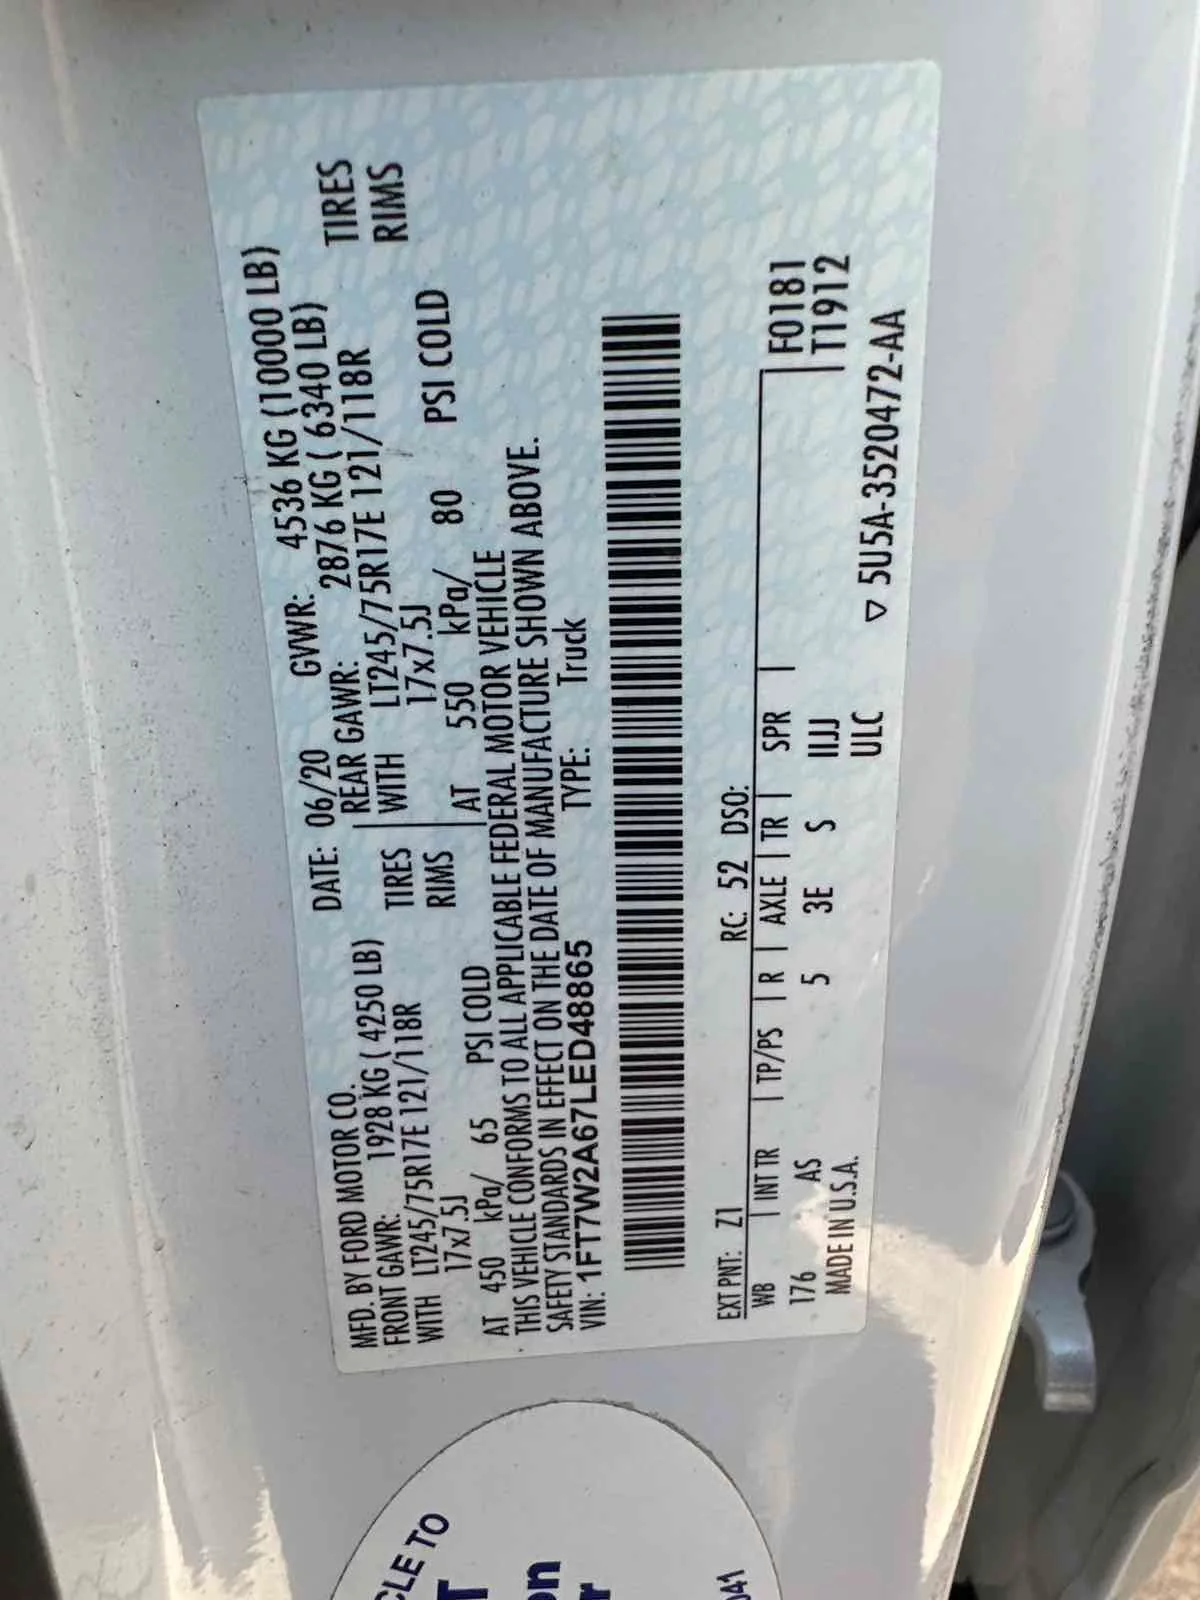 MFD. BY FORD MOTOR CO. DATE: 06/20 GVWR: 4536 KG (10000 LB)
FRONT GAWR: 1928 KG ( 4250 LB) REAR GAWR: 2876 KG ( 6340 LB)
WITH LT245/75R17E 121/118R TIRES WITH LT245/75R17E 121/118R TIRES
17x7.5J RIMS 17x7.5J RIMS
AT 450 kPa/ 65 PSI COLD AT 550 kPa/ 80 PSI COLD
THIS VEHICLE CONFORMS TO ALL APPLICABLE FEDERAL MOTOR VEHICLE
SAFETY STANDARDS IN EFFECT ON THE DATE OF MANUFACTURE SHOWN ABOVE.
VIN: 1FT7W2A67LED48865 TYPE: Truck
EXT PNT: Z1 RC: 52 DSO:
WB INT TR TP/PS R AXLE TR SPR F0181
176 AS 5 3E S IIJJ T1912
MADE IN U.S.A. ULC ▽ 5U5A-3520472-AA
CLE TO
T
on
r
041